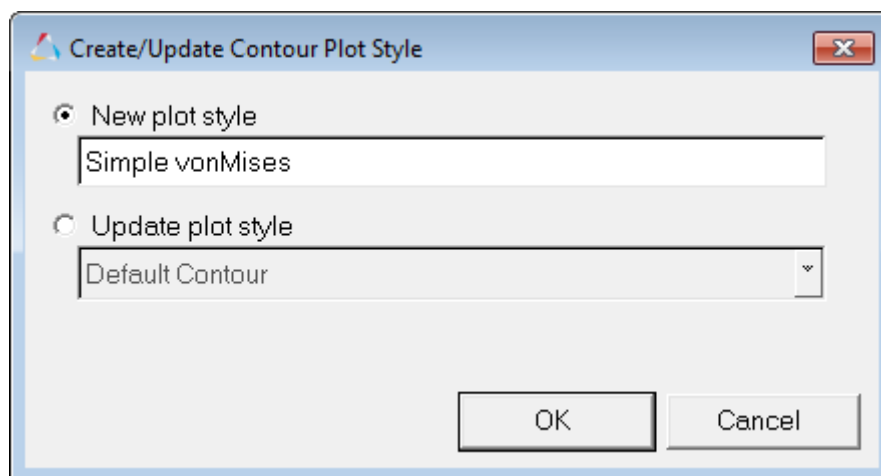 Create/Update Contour Plot Style
New plot style
Simple vonMises
Update plot style
Default Contour
OK
Cancel